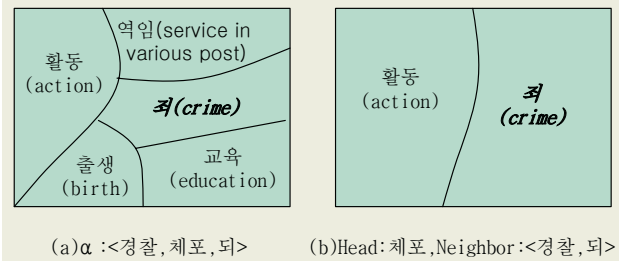 역임(service in
various post)
활동
(action)
죄(crime)
출생
(birth)
교육
(education)
(a)α :<경찰,체포,되>
활동
(action)
죄
(crime)
(b)Head:체포,Neighbor:<경찰,되>